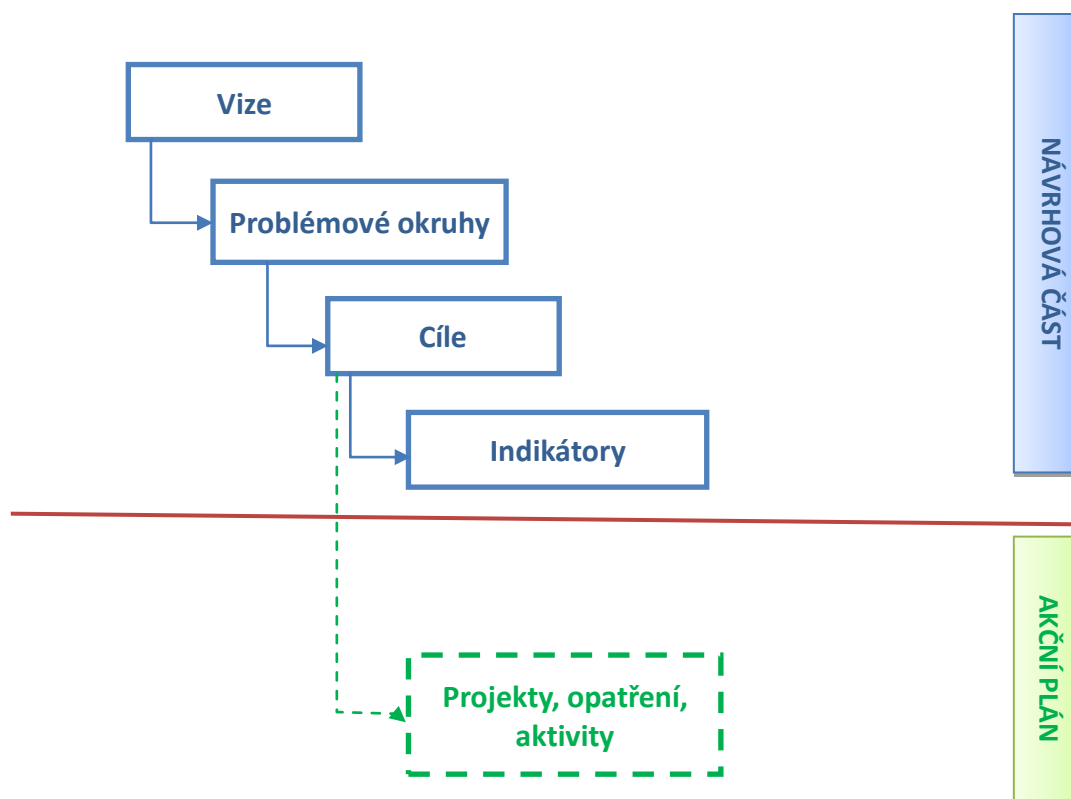 Vize
Problémové okruhy
Cíle
Indikátory
NÁVRHOVÁ ČÁST
Projekty, opatření,
aktivity
AKČNÍ PLÁN